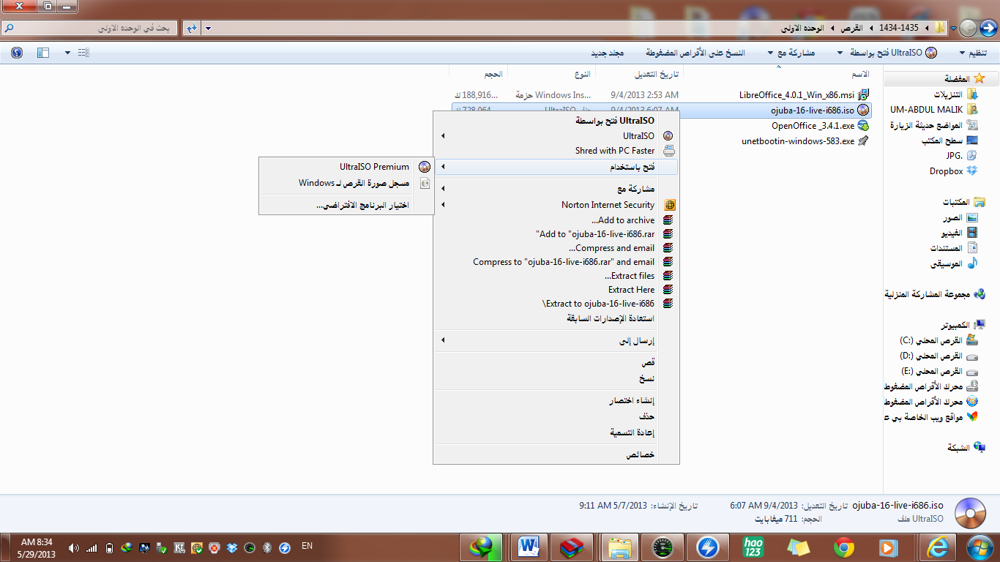 1434-1435 ◂ القرص ◂ الوحده الاولى
بحث في الوحده الاولى
تنظيم
فتح بواسطة UltraISO
مشاركة مع
النسخ على الأقراص المضغوطة
مجلد جديد
المفضلة
التنزيلات
UM-ABDUL MALIK
المواضع حديثة الزيارة
سطح المكتب
JPG.
Dropbox
المكتبات
الصور
الفيديو
المستندات
الموسيقى
مجموعة المشاركة المنزلية
الكمبيوتر
القرص المحلي (C:)
القرص المحلي (D:)
القرص المحلي (E:)
محرك الأقراص المضغوط
محرك الأقراص المضغوط
مواقع ويب الخاصة بي ع
الشبكة
الاسم تاريخ التعديل النوع الحجم
LibreOffice_4.0.1_Win_x86.msi 9/4/2013 2:53 AM حزمة Windows Ins... 188,916... ك
ojuba-16-live-i686.iso 9/4/2013 6:07 AM ملف UltraISO 728,064 ك
OpenOffice _3.4.1.exe
unetbootin-windows-583.exe
فتح بواسطة UltraISO
UltraISO
Shred with PC Faster
فتح باستخدام
مشاركة مع
Norton Internet Security
Add to archive...
Add to "ojuba-16-live-i686.rar"
Compress and email...
Compress to "ojuba-16-live-i686.rar" and email
Extract files...
Extract Here
Extract to ojuba-16-live-i686\
استعادة الإصدارات السابقة
إرسال إلى
قص
نسخ
إنشاء اختصار
حذف
إعادة التسمية
خصائص
UltraISO Premium
مسجل صورة القرص لـ Windows
اختيار البرنامج الافتراضي...
ojuba-16-live-i686.iso تاريخ التعديل: 9/4/2013 6:07 AM تاريخ الإنشاء: 5/7/2013 9:11 AM
ملف UltraISO الحجم: 711 ميغابايت
hao
123
EN
8:34 AM
5/29/2013